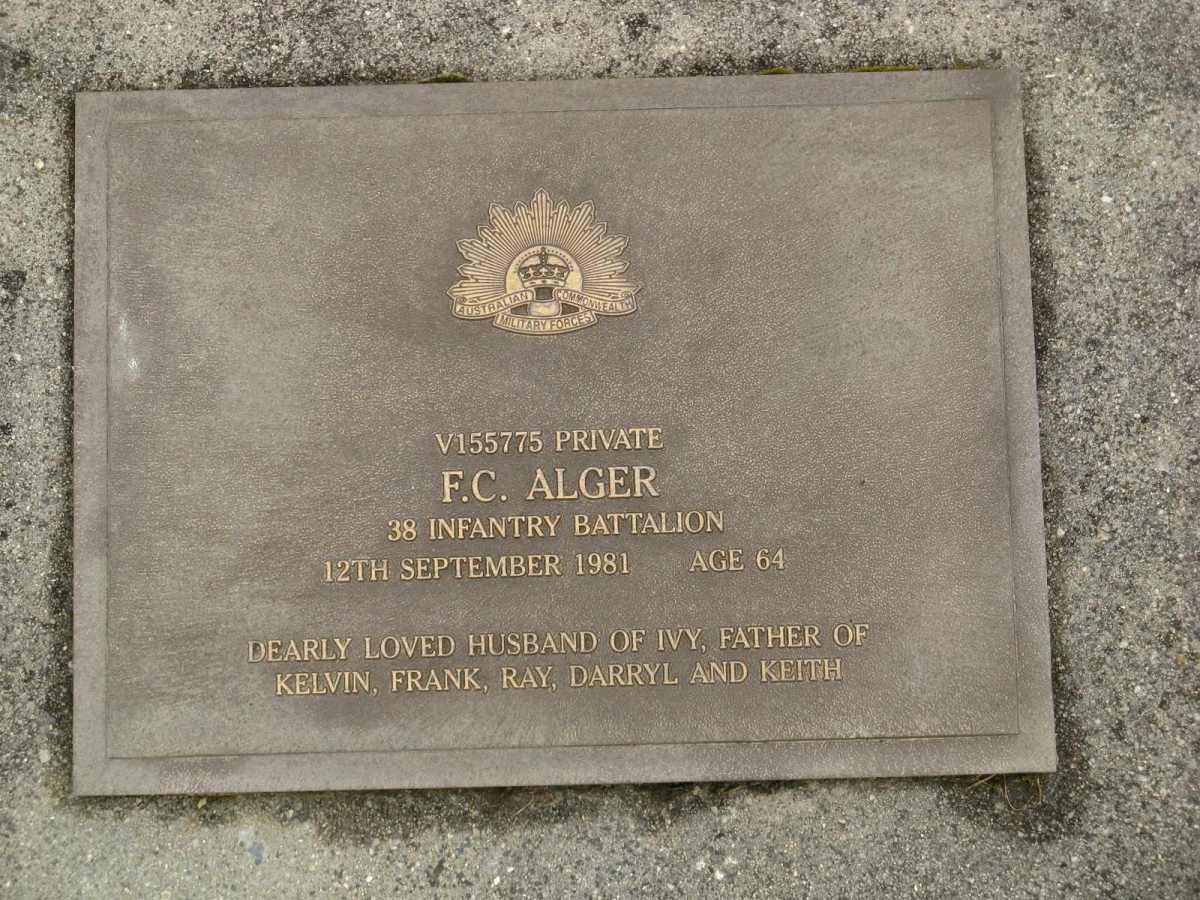 AUSTRALIAN COMMONWEALTH
MILITARY FORCES
V155775 PRIVATE
F.C. ALGER
38 INFANTRY BATTALION
12TH SEPTEMBER 1981 AGE 64
DEARLY LOVED HUSBAND OF IVY, FATHER OF
KELVIN, FRANK, RAY, DARRYL AND KEITH